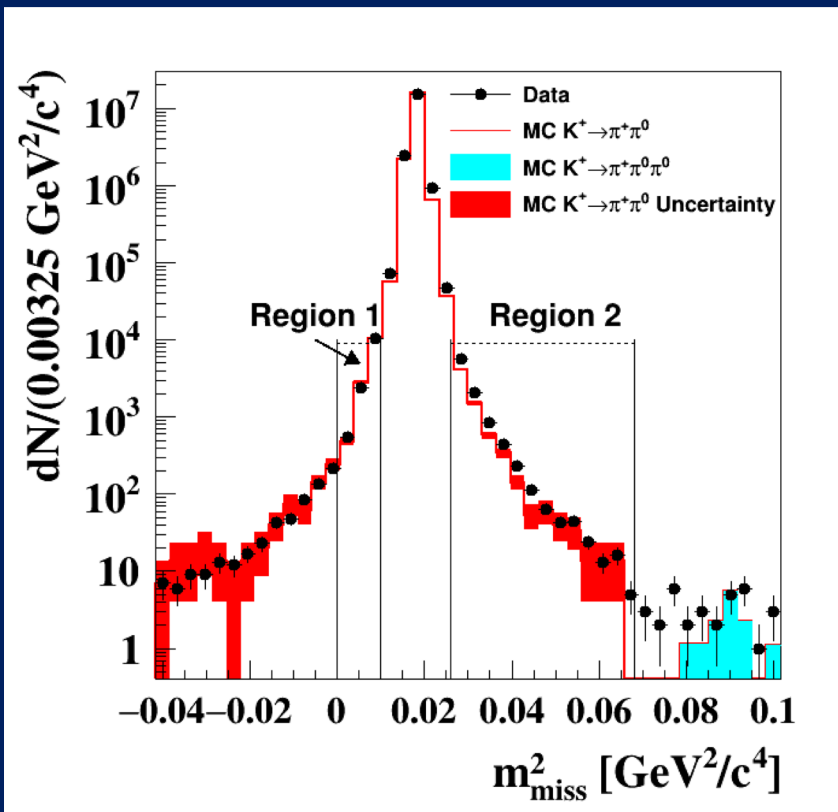 dN/(0.00325 GeV²/c⁴)
10⁷
10⁶
10⁵
10⁴
10³
10²
10
1
Data
MC K⁺→π⁺π⁰
MC K⁺→π⁺π⁰π⁰
MC K⁺→π⁺π⁰ Uncertainty
Region 1
Region 2
−0.04 −0.02 0 0.02 0.04 0.06 0.08 0.1
m²miss [GeV²/c⁴]